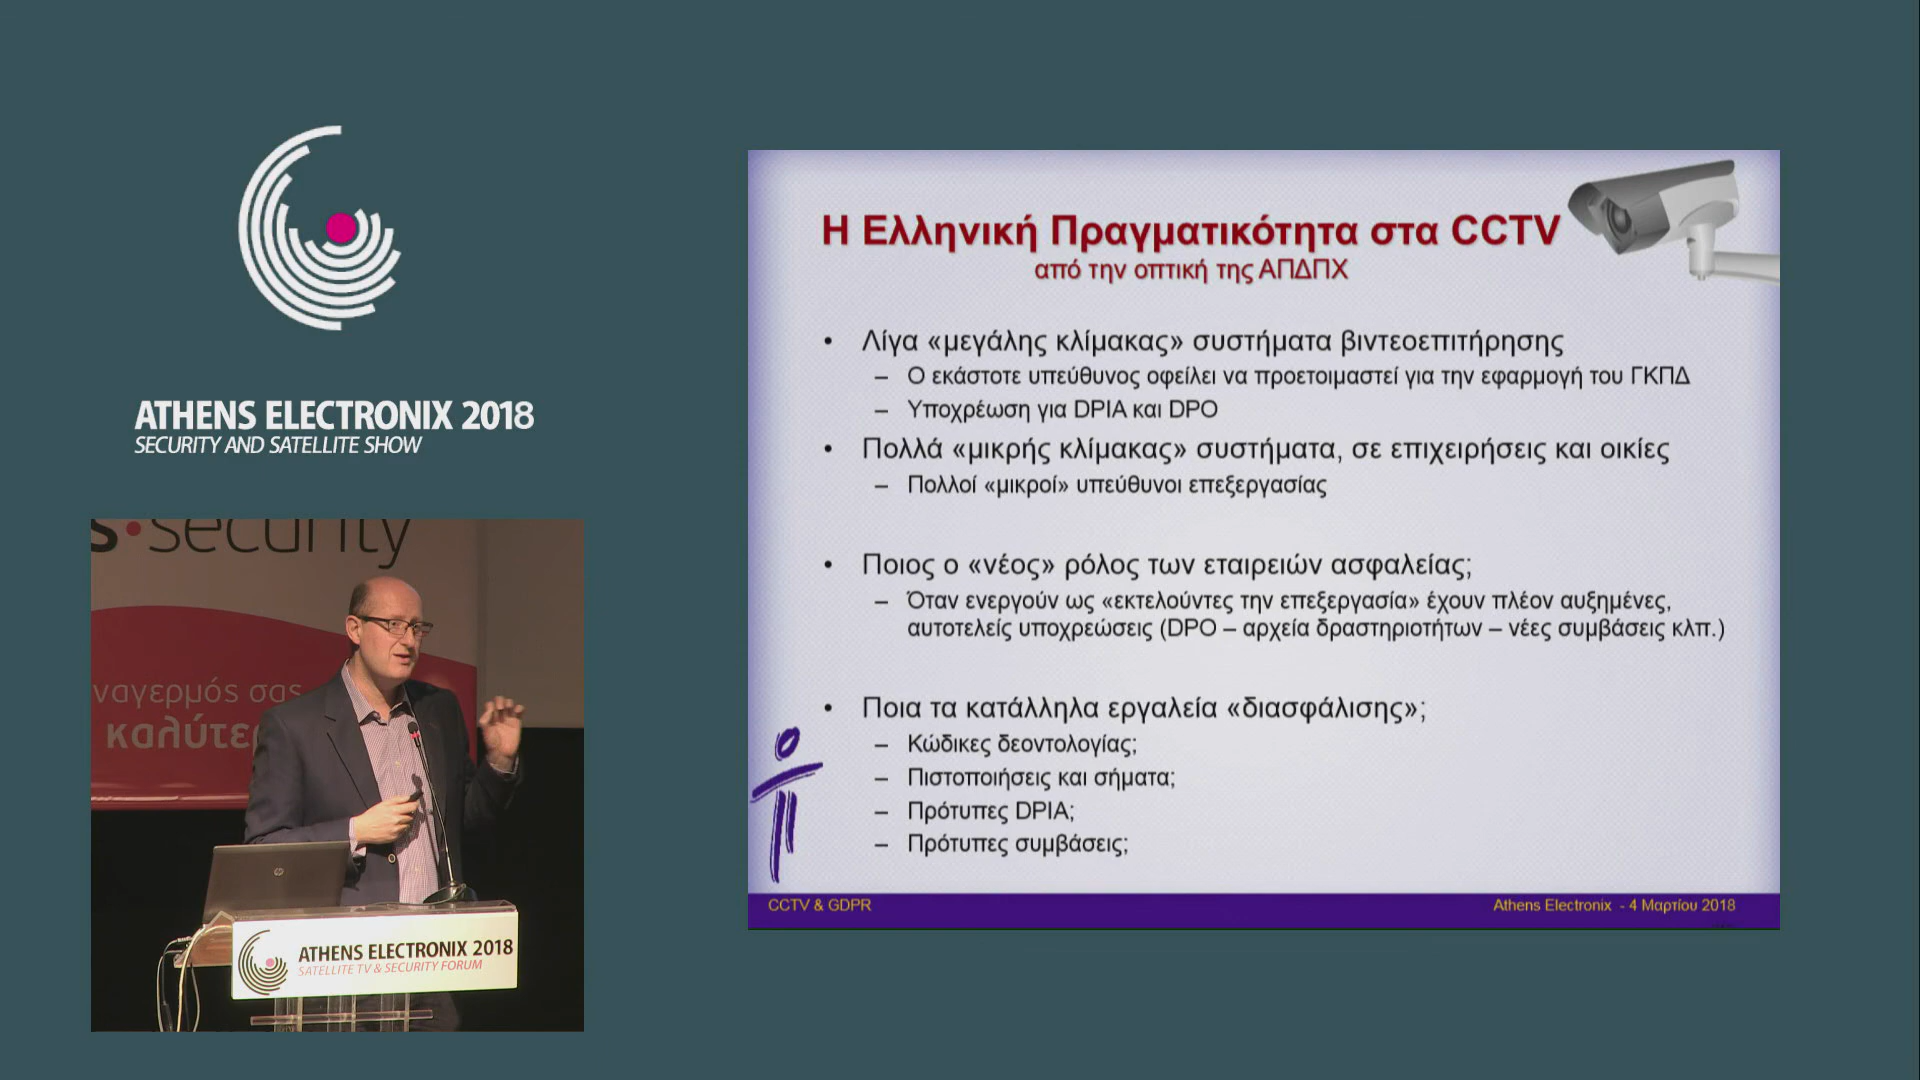 ATHENS ELECTRONIX 2018
SECURITY AND SATELLITE SHOW
s·security
ναγερμός σας
καλύτε
hp
ATHENS ELECTRONIX 2018
SATELLITE TV & SECURITY FORUM
Η Ελληνική Πραγματικότητα στα CCTV
από την οπτική της ΑΠΔΠΧ
• Λίγα «μεγάλης κλίμακας» συστήματα βιντεοεπιτήρησης
– Ο εκάστοτε υπεύθυνος οφείλει να προετοιμαστεί για την εφαρμογή του ΓΚΠΔ
– Υποχρέωση για DPIA και DPO
• Πολλά «μικρής κλίμακας» συστήματα, σε επιχειρήσεις και οικίες
– Πολλοί «μικροί» υπεύθυνοι επεξεργασίας
• Ποιος ο «νέος» ρόλος των εταιρειών ασφαλείας;
– Όταν ενεργούν ως «εκτελούντες την επεξεργασία» έχουν πλέον αυξημένες,
αυτοτελείς υποχρεώσεις (DPO – αρχεία δραστηριοτήτων – νέες συμβάσεις κλπ.)
• Ποια τα κατάλληλα εργαλεία «διασφάλισης»;
– Κώδικες δεοντολογίας;
– Πιστοποιήσεις και σήματα;
– Πρότυπες DPIA;
– Πρότυπες συμβάσεις;
CCTV & GDPR
Athens Electronix - 4 Μαρτίου 2018